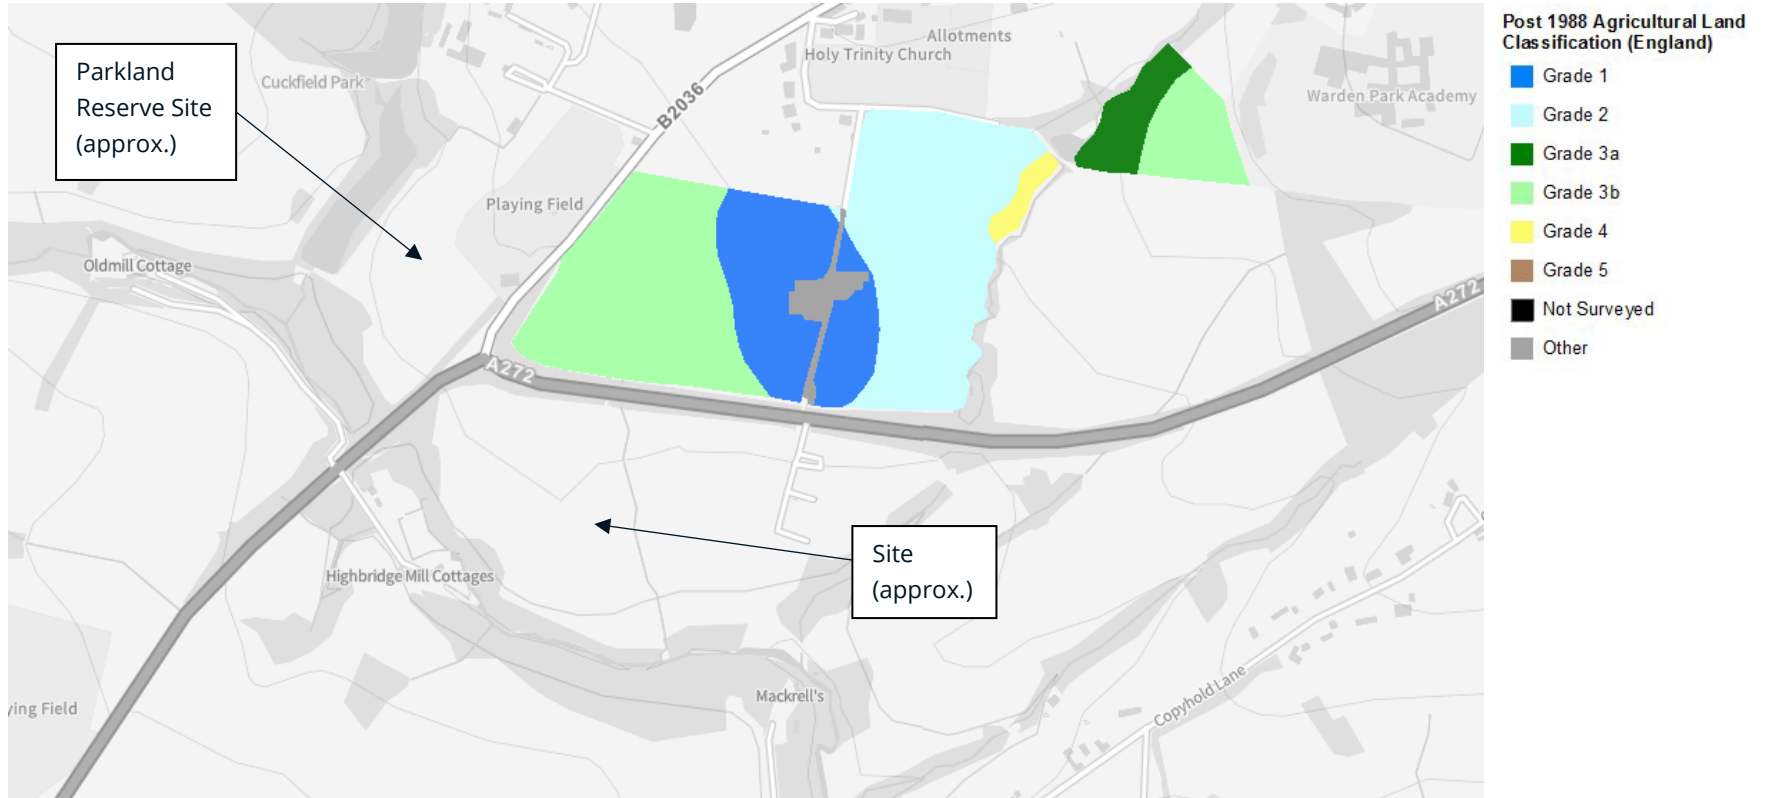 Parkland
Reserve Site
(approx.)
Cuckfield Park
B2036
Holy Trinity Church
Allotments
Warden Park Academy
Playing Field
Oldmill Cottage
A272
A272
Site
(approx.)
Highbridge Mill Cottages
Mackrell's
Copyhold Lane
ying Field
Post 1988 Agricultural Land
Classification (England)
Grade 1
Grade 2
Grade 3a
Grade 3b
Grade 4
Grade 5
Not Surveyed
Other